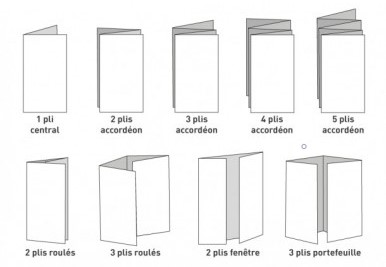 1 pli
central
2 plis
accordéon
3 plis
accordéon
4 plis
accordéon
5 plis
accordéon
2 plis roulés
3 plis roulés
2 plis fenêtre
3 plis portefeuille